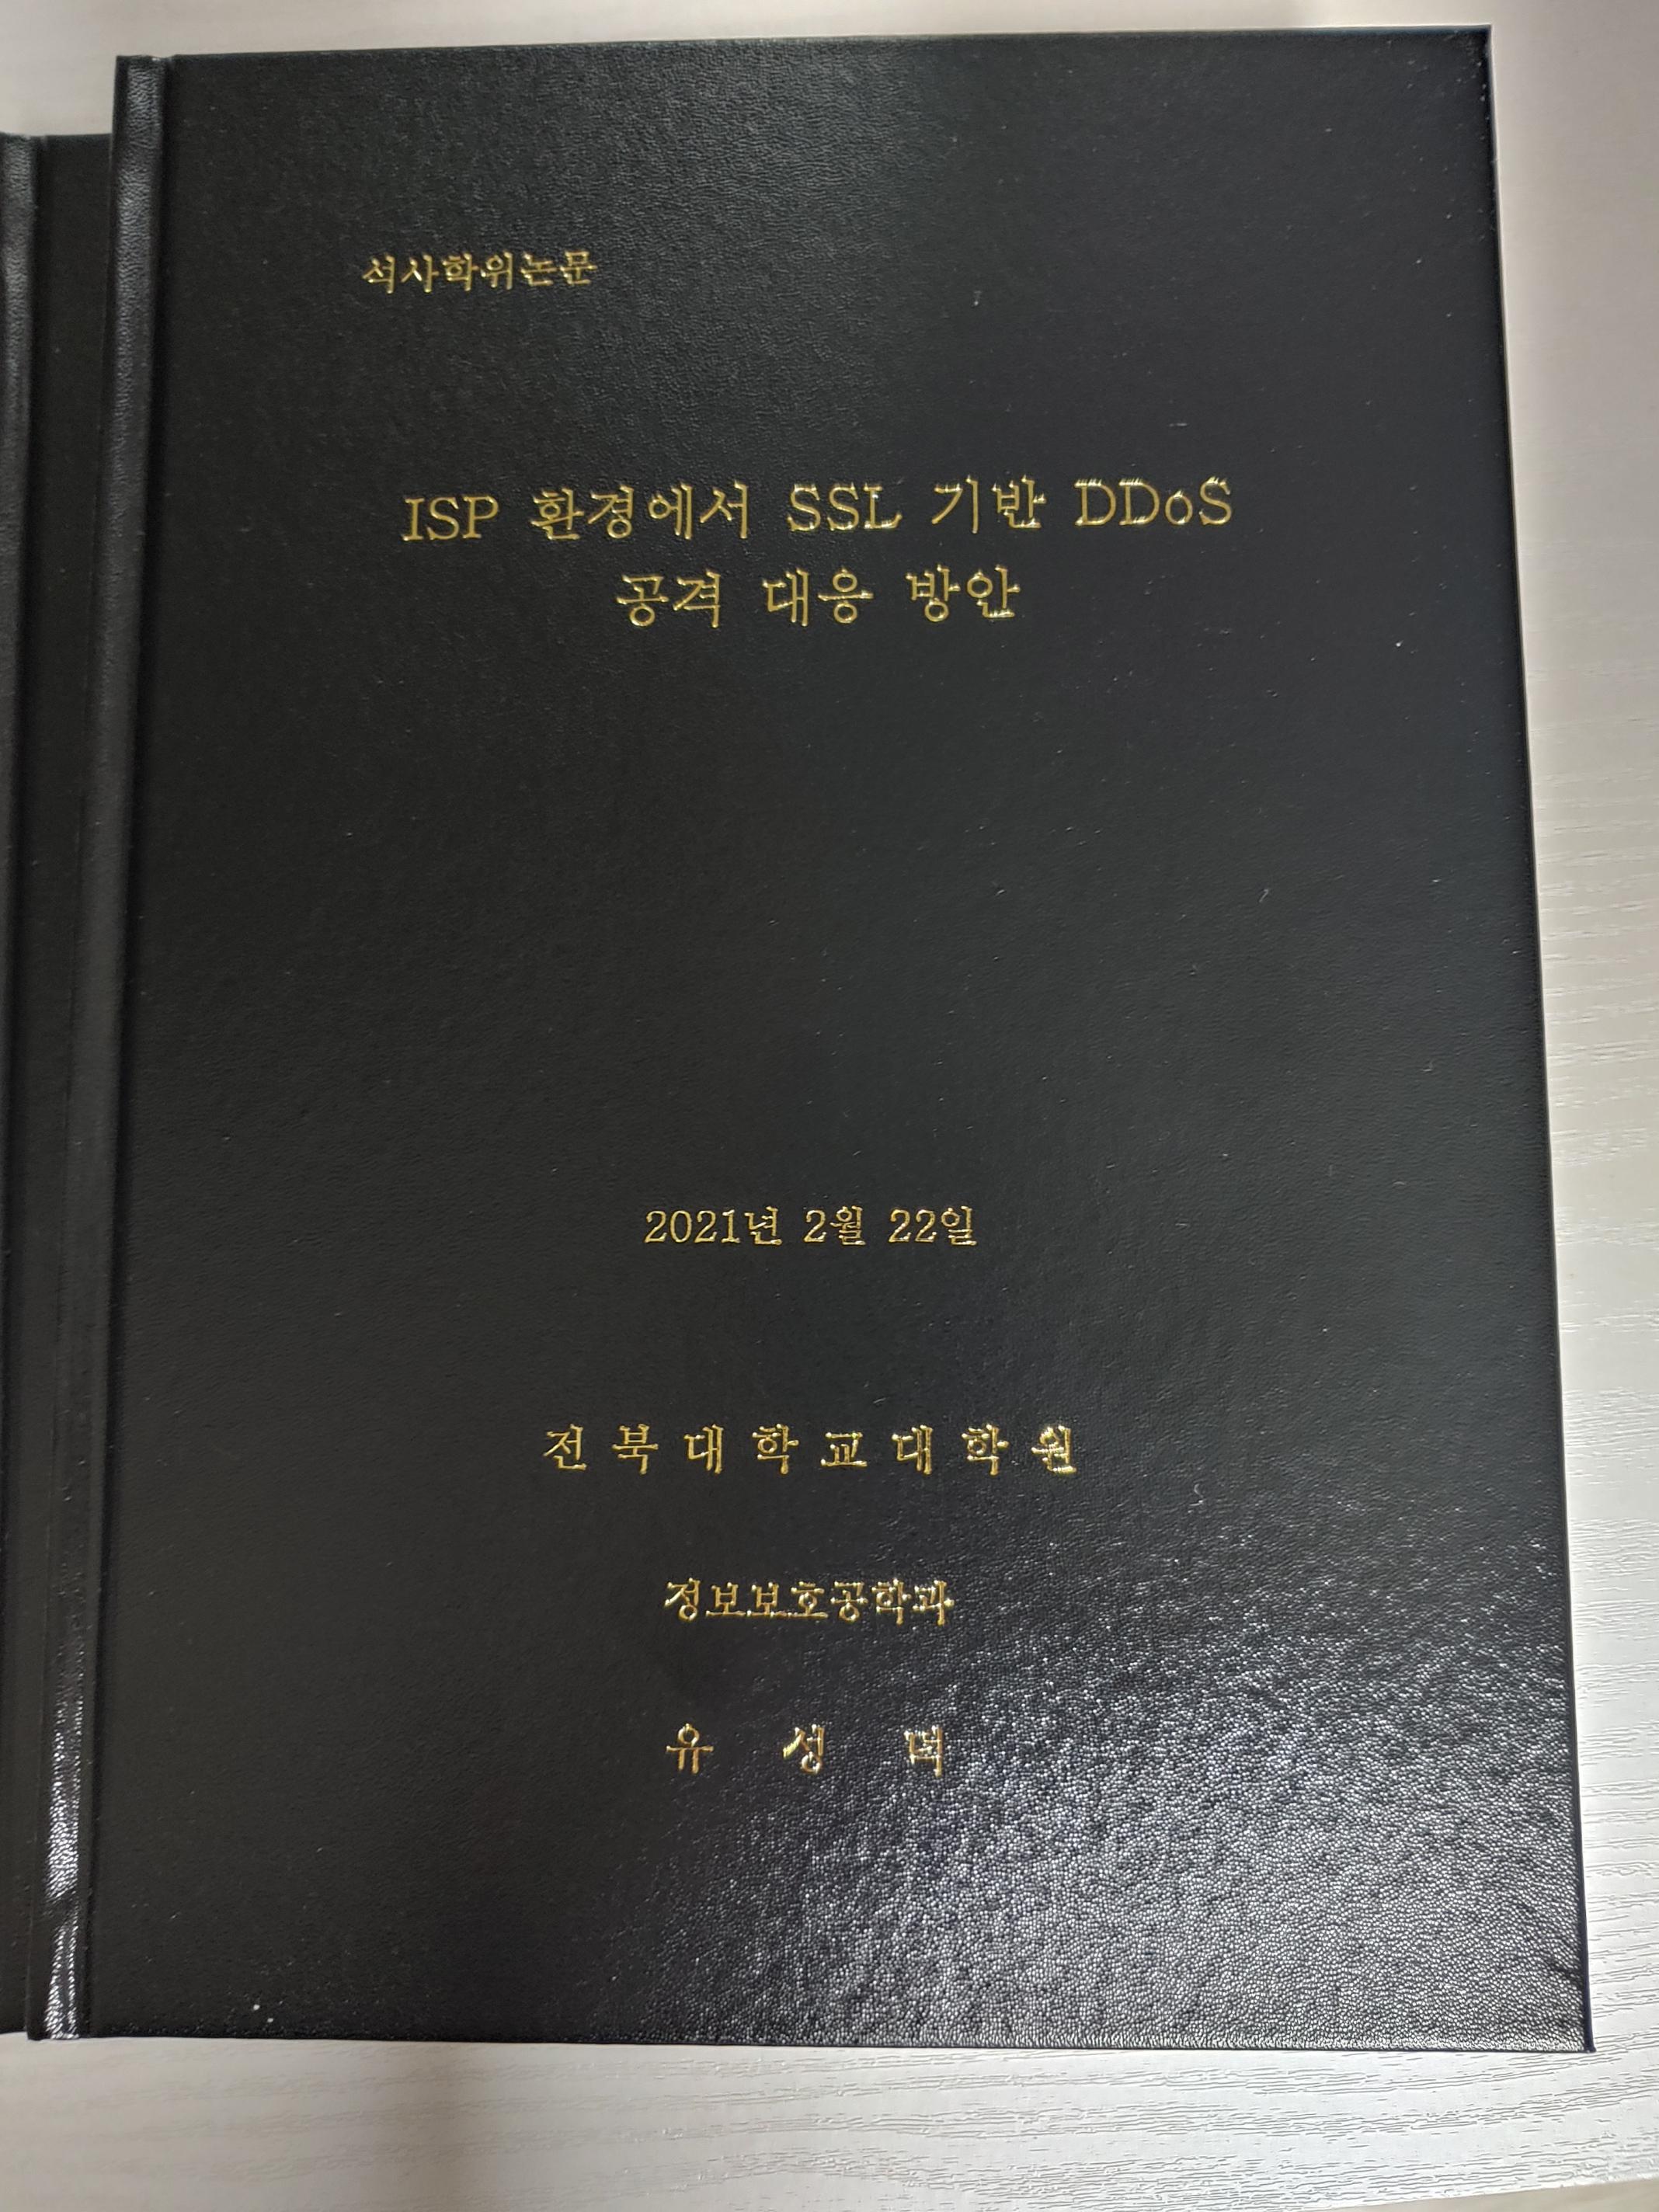 석사학위논문
ISP 환경에서 SSL 기반 DDoS
공격 대응 방안
2021년 2월 22일
전북대학교대학원
정보보호공학과
유 성